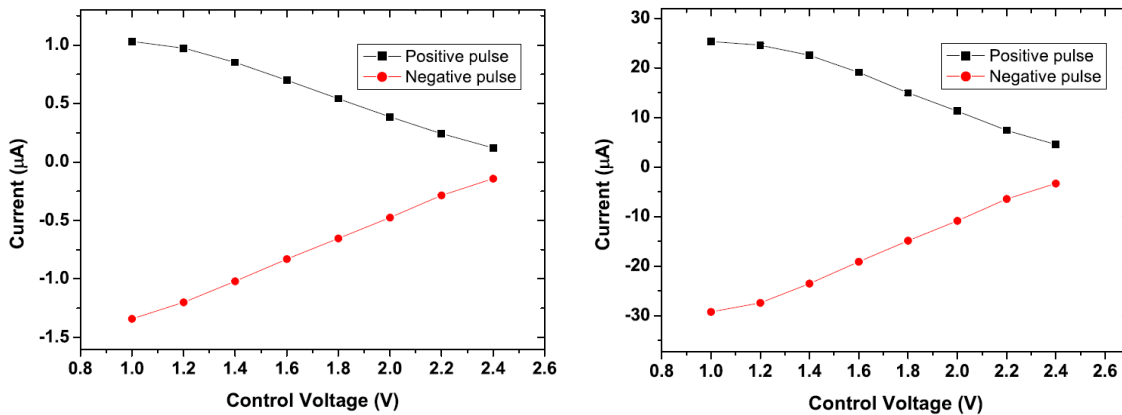 1.0
0.5
0.0
-0.5
-1.0
-1.5
Current (μA)
Positive pulse
Negative pulse
0.8 1.0 1.2 1.4 1.6 1.8 2.0 2.2 2.4 2.6
Control Voltage (V)
30
20
10
0
-10
-20
-30
Current (μA)
Positive pulse
Negative pulse
0.8 1.0 1.2 1.4 1.6 1.8 2.0 2.2 2.4 2.6
Control Voltage (V)